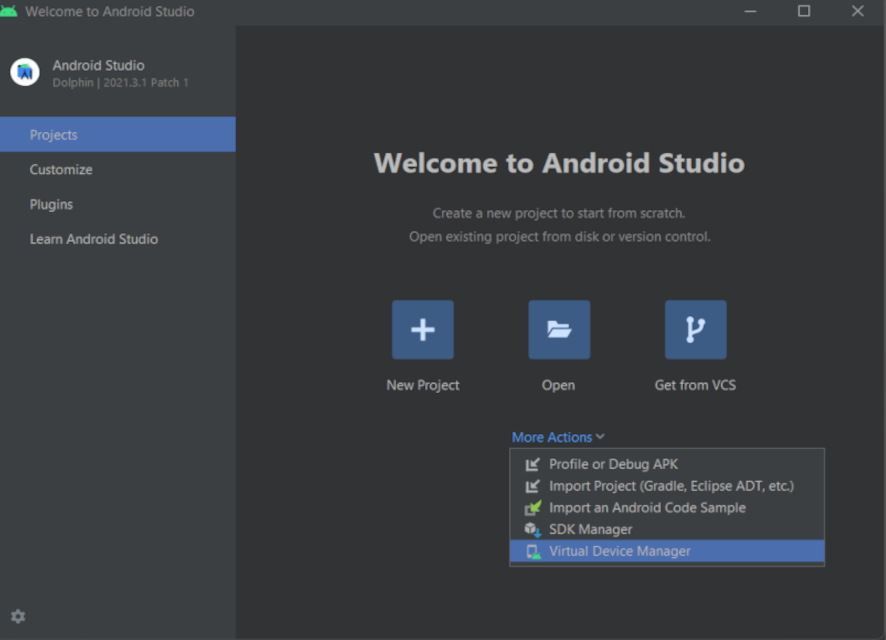 Welcome to Android Studio
Android Studio
Dolphin | 2021.3.1 Patch 1
Projects
Customize
Plugins
Learn Android Studio
Welcome to Android Studio
Create a new project to start from scratch.
Open existing project from disk or version control.
New Project
Open
Get from VCS
More Actions
Profile or Debug APK
Import Project (Gradle, Eclipse ADT, etc.)
Import an Android Code Sample
SDK Manager
Virtual Device Manager